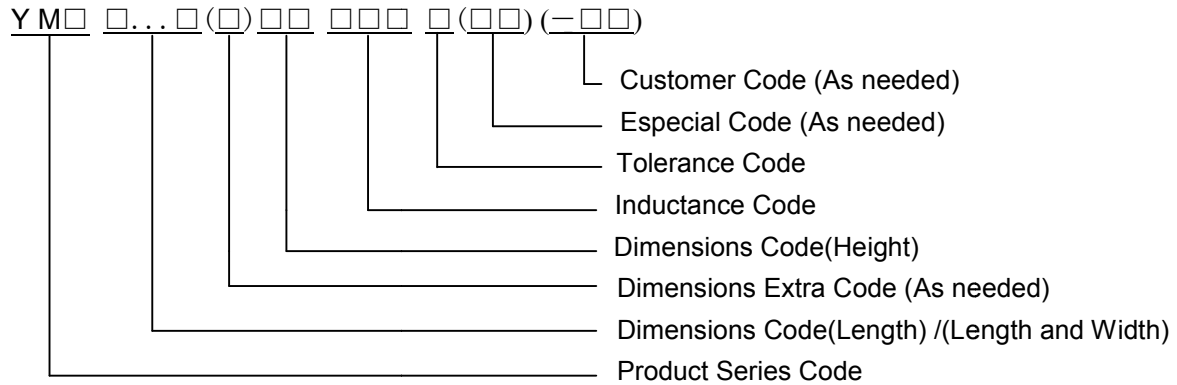 YM□ □...□(□)□□ □□□ □(□□)(-□□)
Customer Code (As needed)
Especial Code (As needed)
Tolerance Code
Inductance Code
Dimensions Code(Height)
Dimensions Extra Code (As needed)
Dimensions Code(Length) /(Length and Width)
Product Series Code